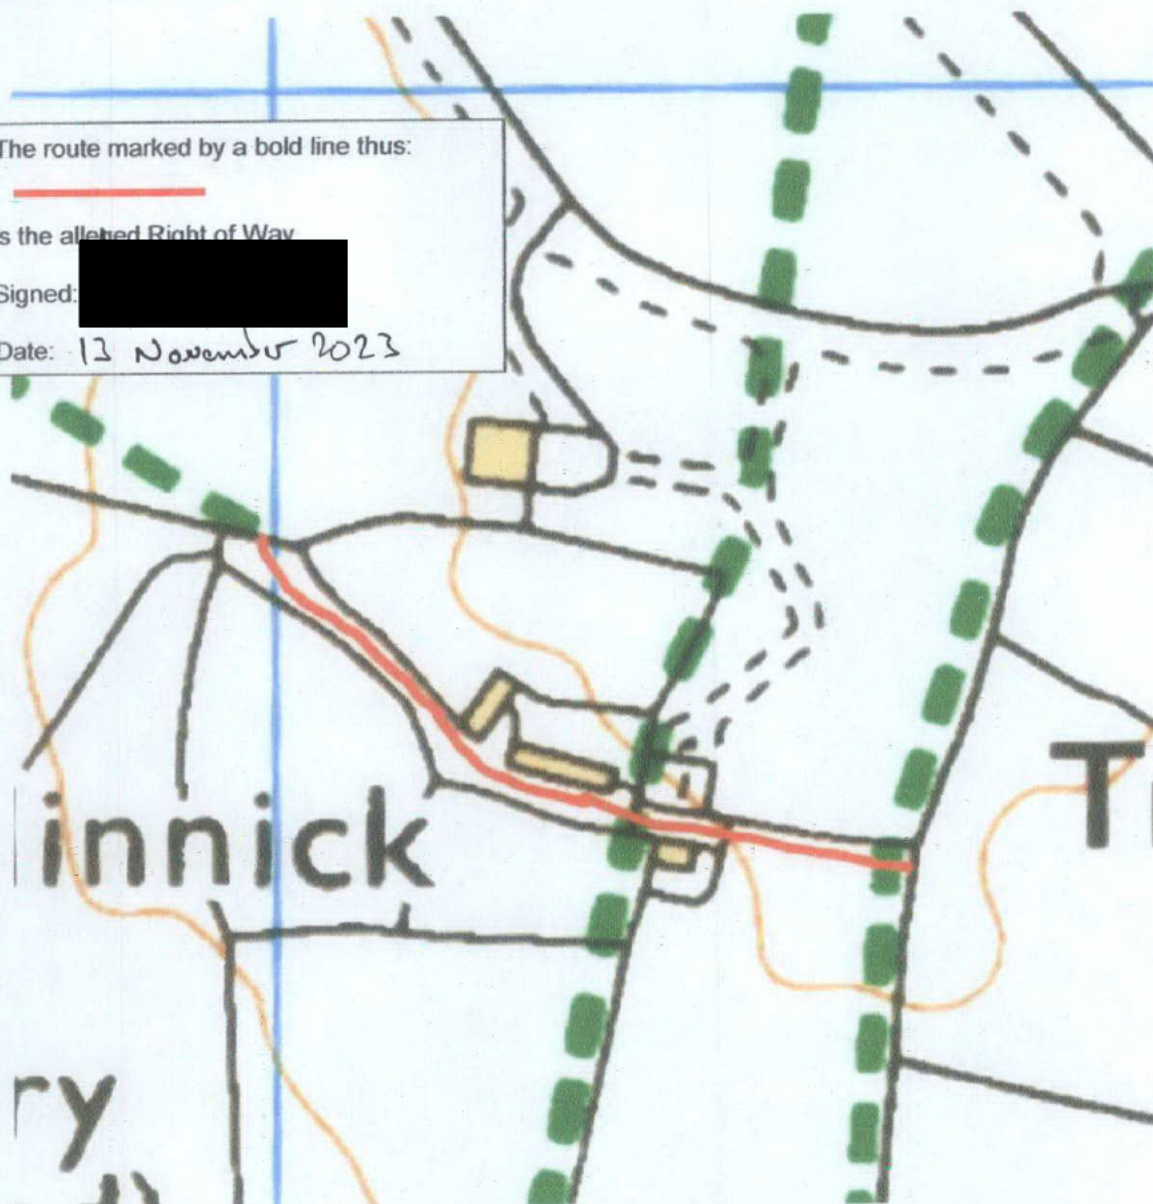 The route marked by a bold line thus:
is the alleged Right of Way
Signed:
Date: 13 November 2023
innick
T
ry